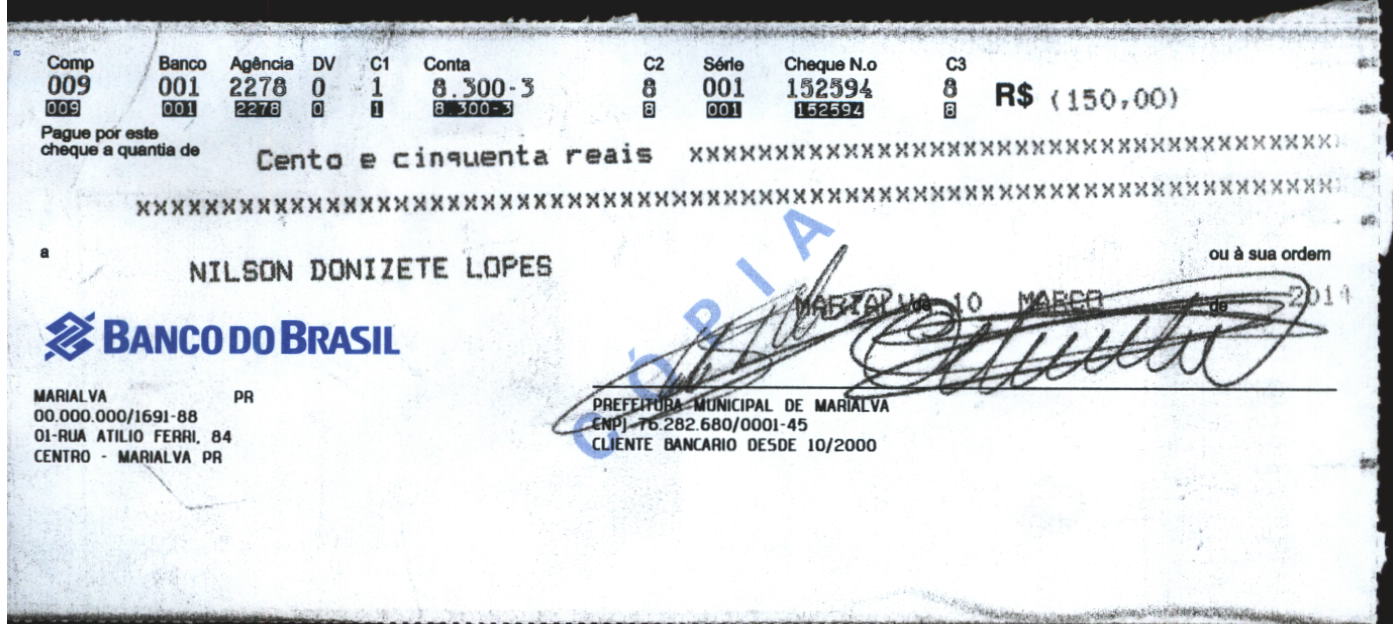 Comp Banco Agência DV C1 Conta C2 Série Cheque N.o C3
009 001 2278 0 1 8.300-3 8 001 152594 8 R$ (150,00)
009 001 2278 0 1 8.300-3 8 001 152594 8
Pague por este
cheque a quantia de Cento e cinquenta reais XXXXXXXXXXXXXXXXXXXXXXXXXXXXXXXXXXXXXX
XXXXXXXXXXXXXXXXXXXXXXXXXXXXXXXXXXXXXXXXXXXXXXXXXXXXXXXXXXXXXXXXXXXXXX
a NILSON DONIZETE LOPES ou à sua ordem
MARIALVA 10 MARCO de 2014
CÓPIA
BANCO DO BRASIL
MARIALVA PR
00.000.000/1691-88
01-RUA ATILIO FERRI, 84
CENTRO - MARIALVA PR
PREFEITURA MUNICIPAL DE MARIALVA
CNPJ 76.282.680/0001-45
CLIENTE BANCARIO DESDE 10/2000